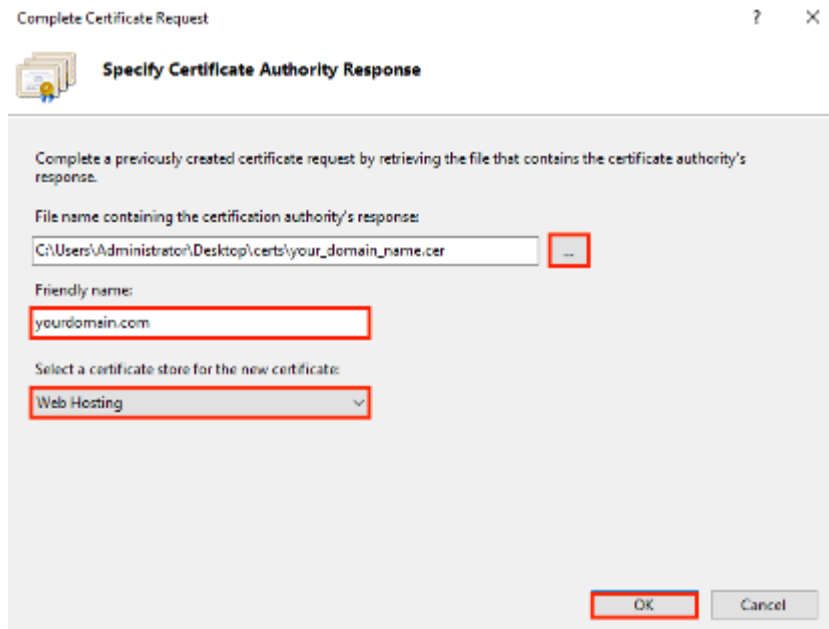 Complete Certificate Request
?
Specify Certificate Authority Response
Complete a previously created certificate request by retrieving the file that contains the certificate authority's
response.
File name containing the certification authority's response:
C:\Users\Administrator\Desktop\certs\your_domain_name.cer
...
Friendly name:
yourdomain.com
Select a certificate store for the new certificate:
Web Hosting
OK
Cancel